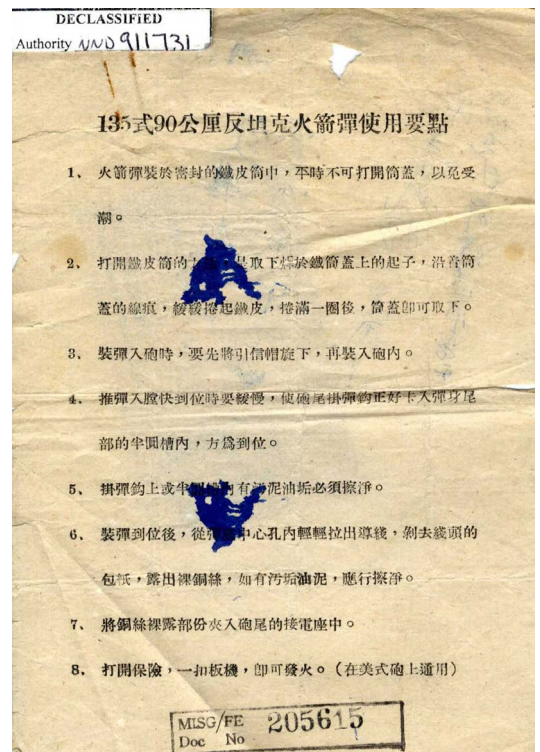 DECLASSIFIED
Authority NND 911731
135式90公厘反坦克火箭彈使用要點
1、火箭彈裝於密封的鐵皮筒中，平時不可打開筒蓋，以免受
潮。
2、打開鐵皮筒的 取下焊於鐵筒蓋上的起子，沿着筒
蓋的線痕，緩緩捲起鐵皮，捲滿一圈後，筒蓋卽可取下。
3、裝彈入砲時，要先將引信帽旋下，再裝入砲內。
4、推彈入膛快到位時要緩慢，使砲尾掛彈鈎正好卡入彈身尾
部的半圓槽內，方爲到位。
5、掛彈鈎上或半 有污泥油垢必須擦淨。
6、裝彈到位後，從彈 中心孔內輕輕拉出導綫，剝去綫頭的
包紙，露出裸銅絲，如有污垢油泥，應行擦淨。
7、將銅絲裸露部份夾入砲尾的接電座中。
8、打開保險，一扣板機，卽可發火。（在美式砲上通用）
MISG/FE 205615
Doc No